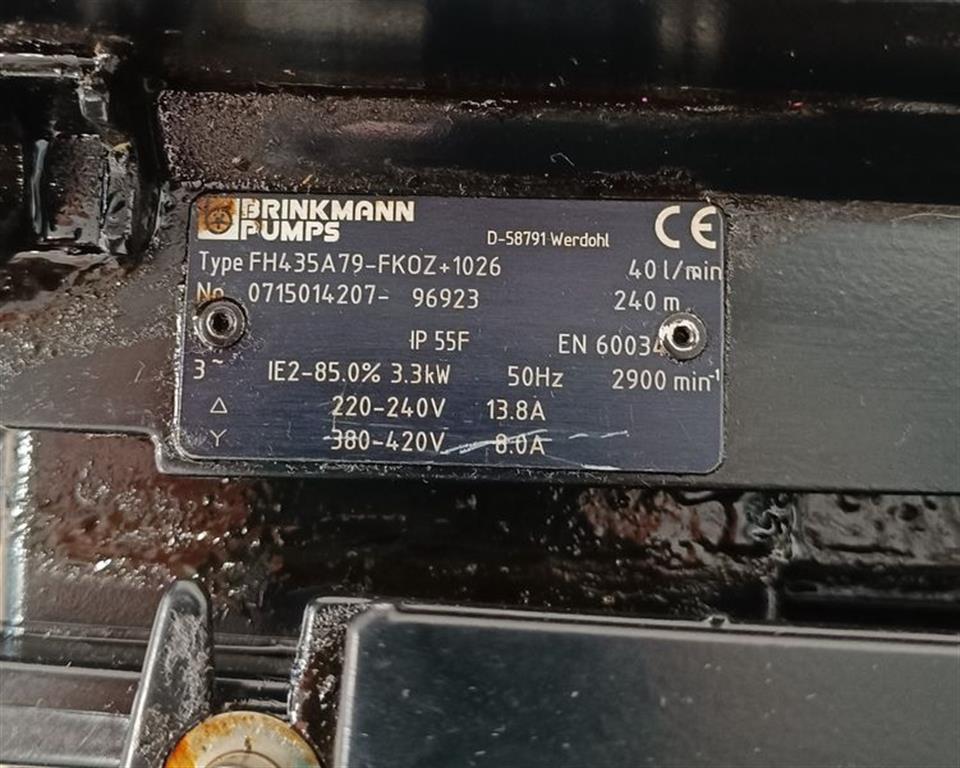 BRINKMANN
PUMPS
D-58791 Werdohl
CE
Type FH435A79-FKOZ+1026 40 l/min
No. 0715014207- 96923 240 m
IP 55F EN 60034
3~ IE2-85.0% 3.3kW 50Hz 2900 min⁻¹
△ 220-240V 13.8A
Y 380-420V 8.0A